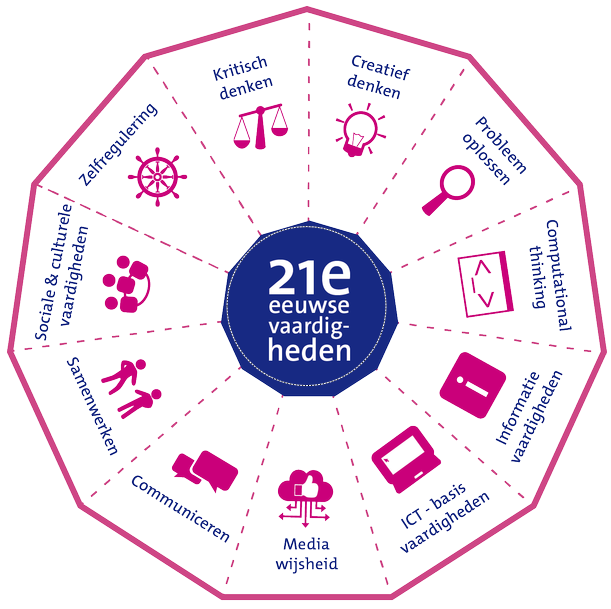 21e
eeuwse
vaardig-
heden
Kritisch
denken
Creatief
denken
Probleem
oplossen
Computational
thinking
Informatie
vaardigheden
ICT - basis
vaardigheden
Media
wijsheid
Communiceren
Samenwerken
Sociale & culturele
vaardigheden
Zelfregulering